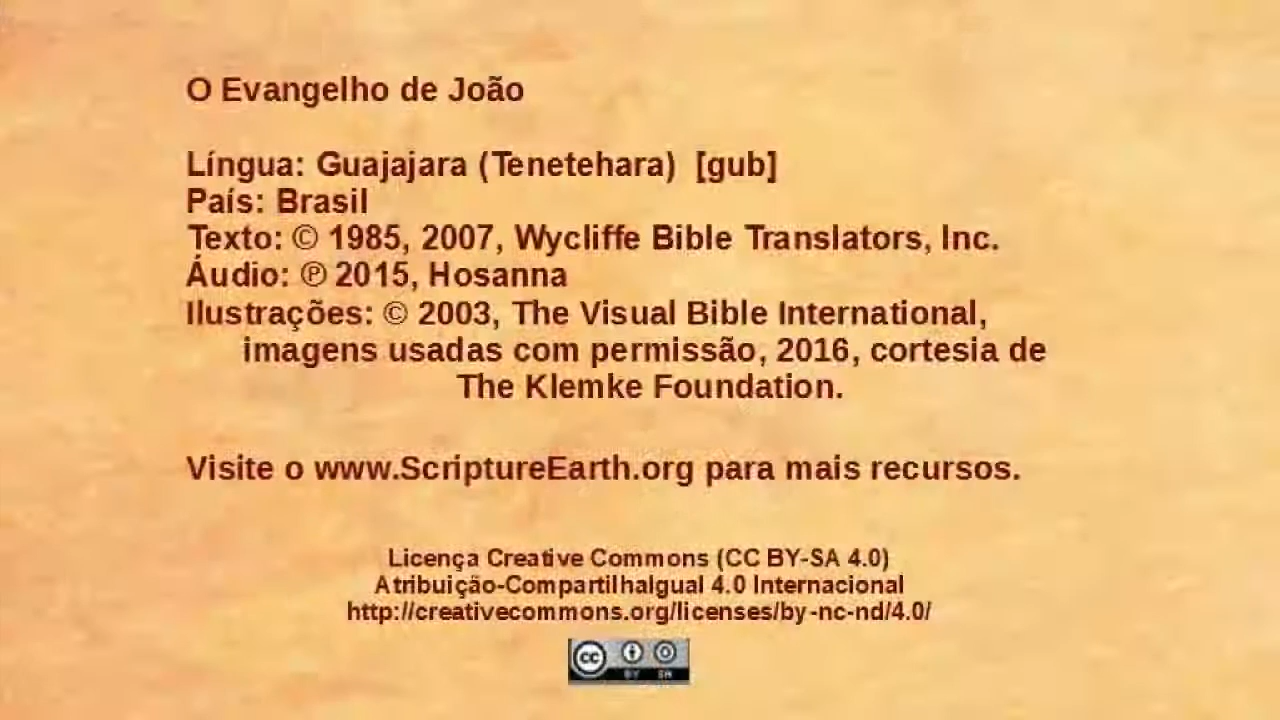 O Evangelho de João
Língua: Guajajara (Tenetehara) [gub]
País: Brasil
Texto: © 1985, 2007, Wycliffe Bible Translators, Inc.
Áudio: ℗ 2015, Hosanna
Ilustrações: © 2003, The Visual Bible International,
imagens usadas com permissão, 2016, cortesia de
The Klemke Foundation.
Visite o www.ScriptureEarth.org para mais recursos.
Licença Creative Commons (CC BY-SA 4.0)
Atribuição-CompartilhaIgual 4.0 Internacional
http://creativecommons.org/licenses/by-nc-nd/4.0/
cc BY SA